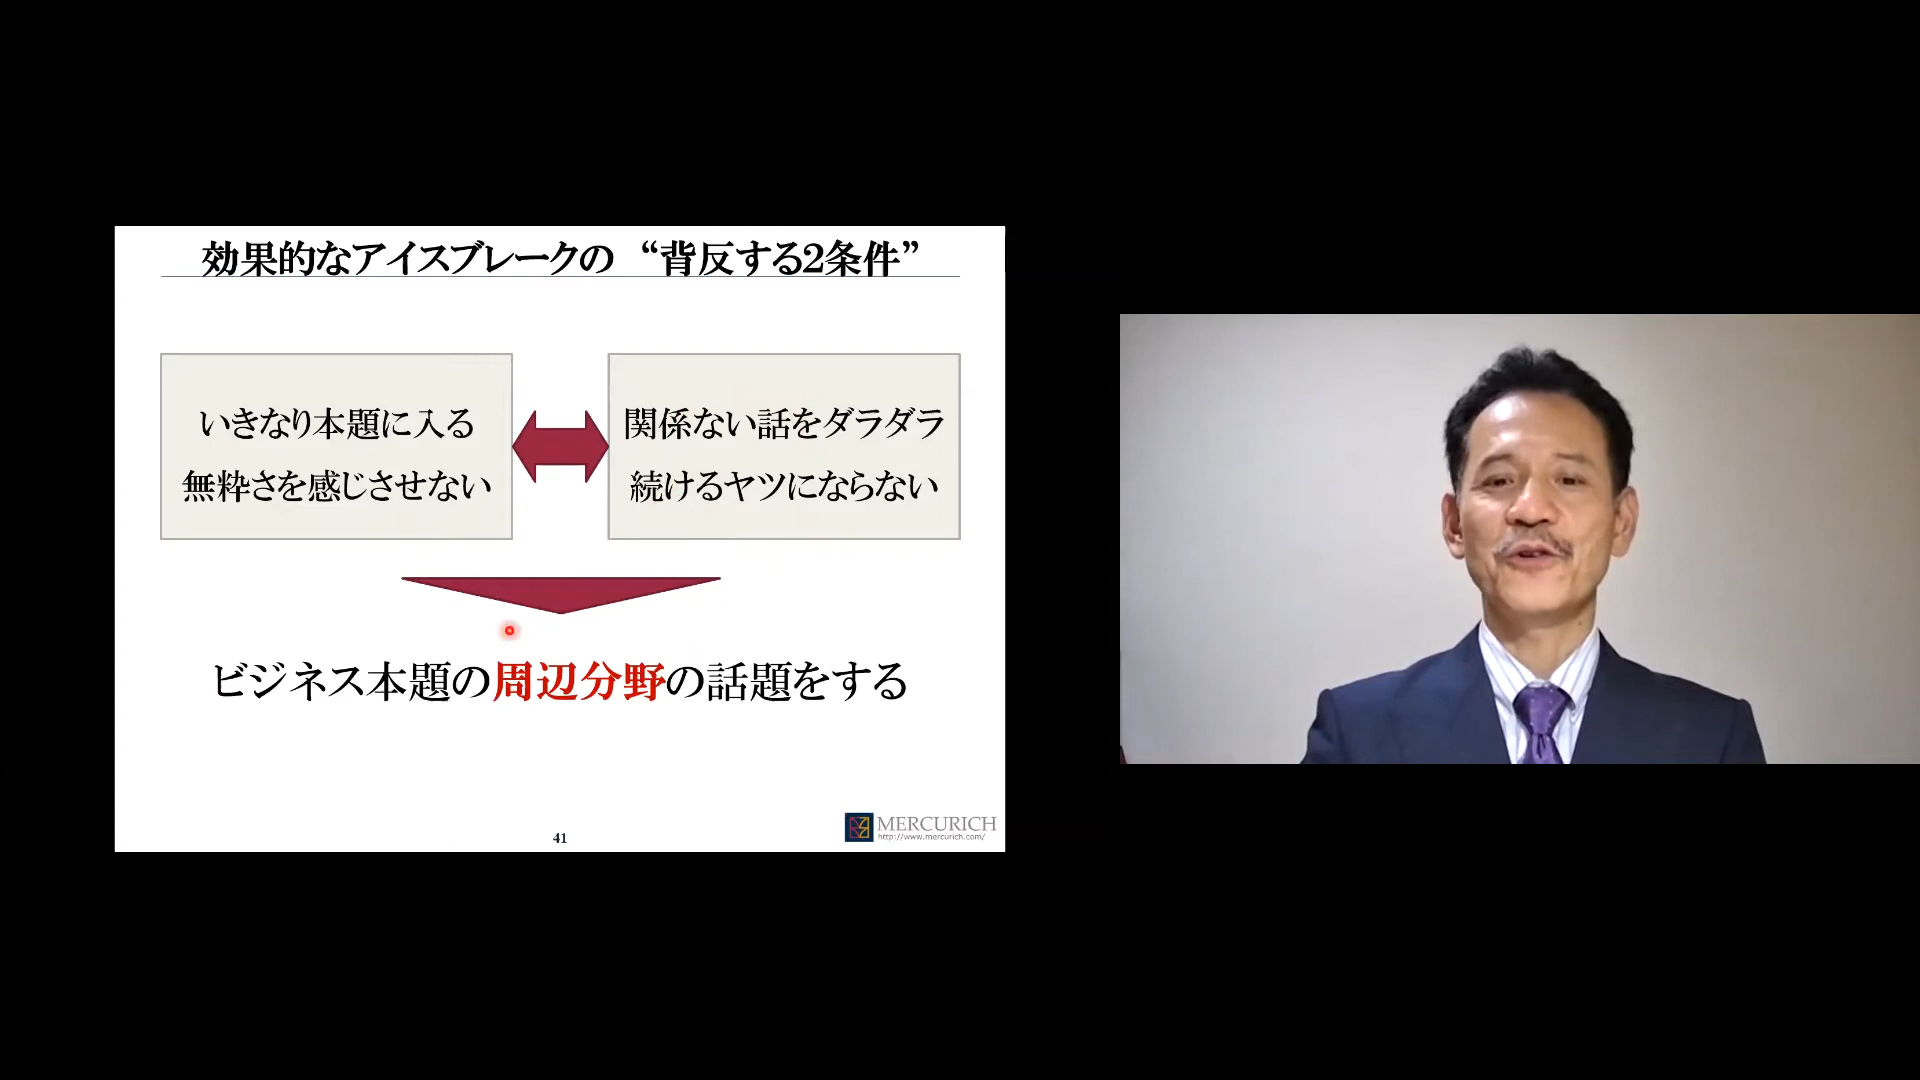 効果的なアイスブレークの “背反する2条件”
いきなり本題に入る
無粋さを感じさせない
関係ない話をダラダラ
続けるヤツにならない
ビジネス本題の周辺分野の話題をする
41
MERCURICH
http://www.mercurich.com/